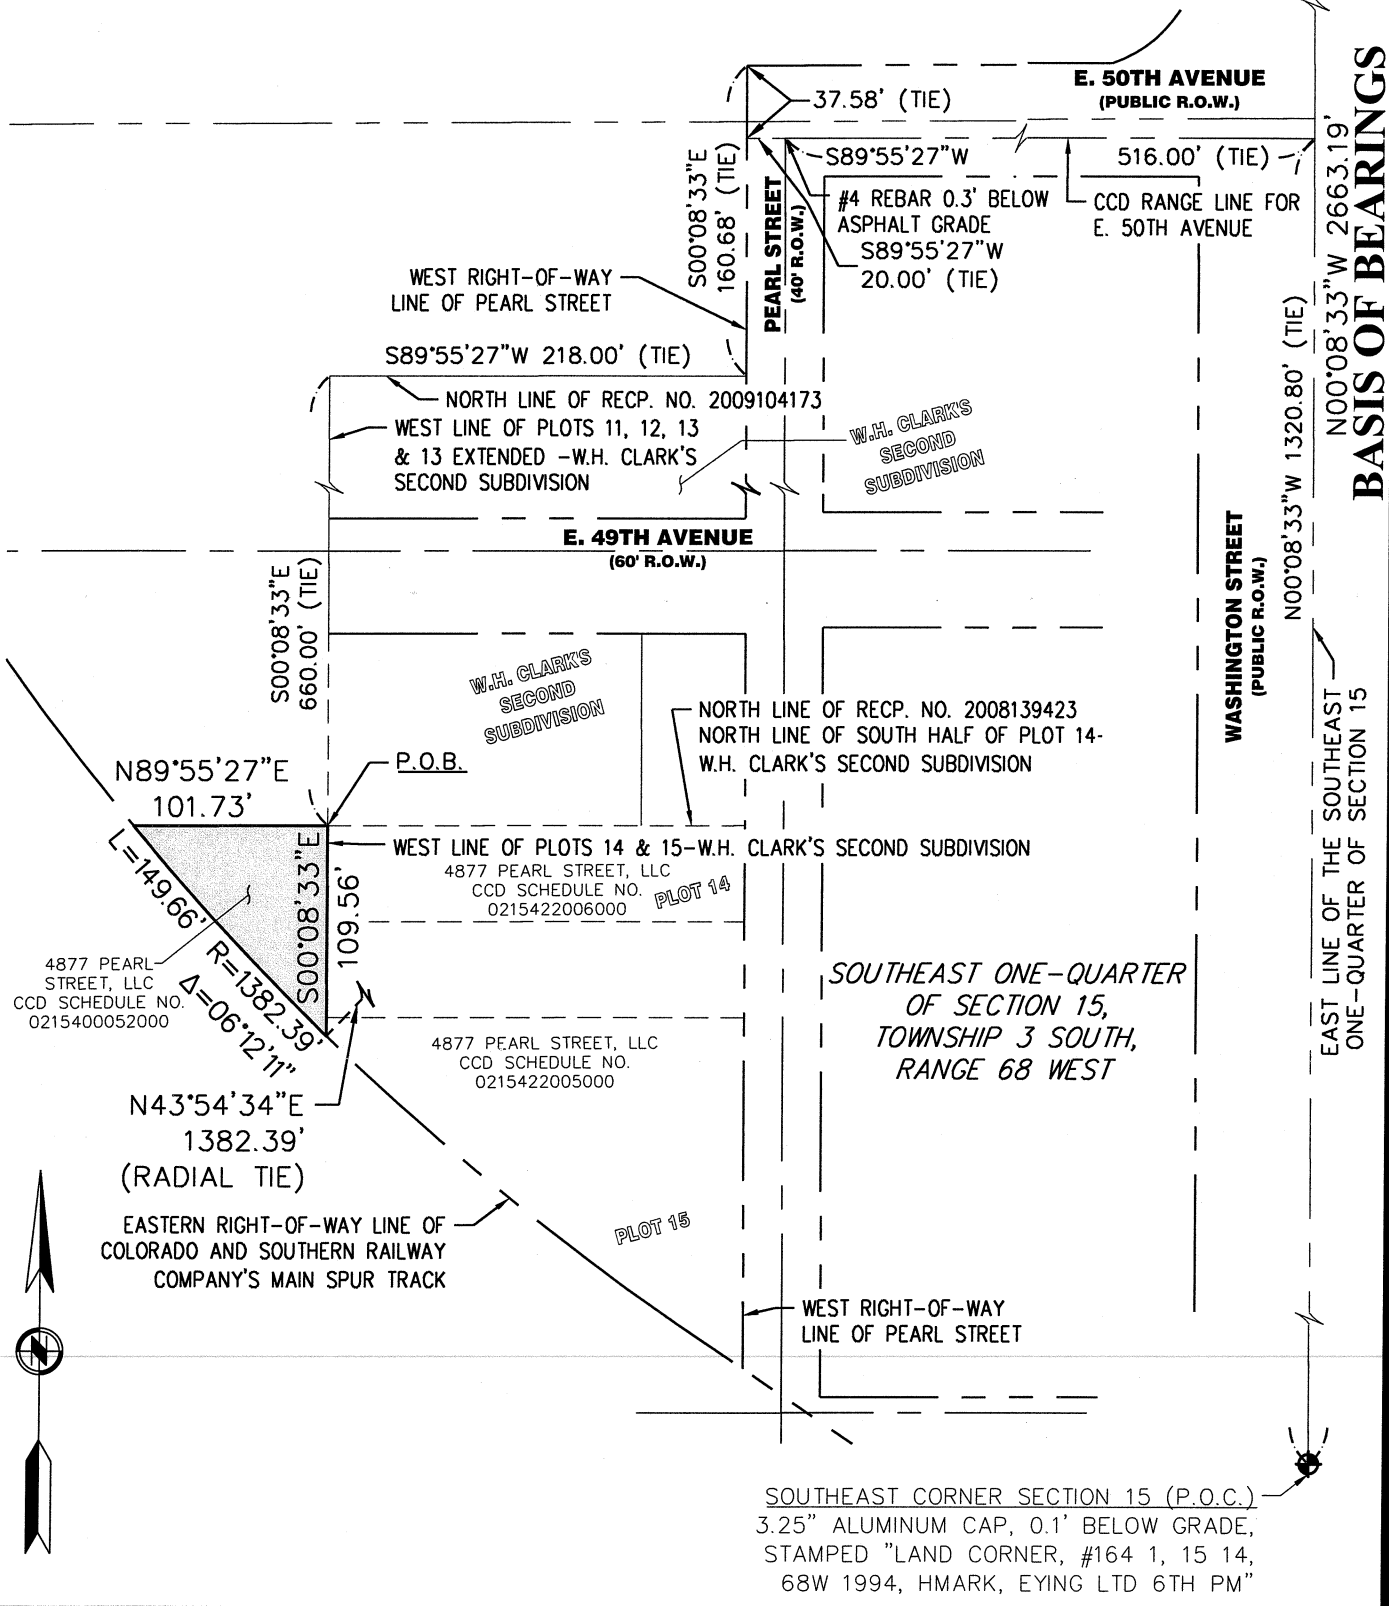 E. 50TH AVENUE
(PUBLIC R.O.W.)
37.58' (TIE)
S89°55'27"W
516.00' (TIE)
#4 REBAR 0.3' BELOW
ASPHALT GRADE
CCD RANGE LINE FOR
E. 50TH AVENUE
S89°55'27"W
20.00' (TIE)
S00°08'33"E
160.68' (TIE)
PEARL STREET
(40' R.O.W.)
N00°08'33"W 2663.19'
BASIS OF BEARINGS
N00°08'33"W 1320.80' (TIE)
WEST RIGHT-OF-WAY
LINE OF PEARL STREET
S89°55'27"W 218.00' (TIE)
NORTH LINE OF RECP. NO. 2009104173
WEST LINE OF PLOTS 11, 12, 13
& 13 EXTENDED -W.H. CLARK'S
SECOND SUBDIVISION
W.H. CLARK'S
SECOND
SUBDIVISION
E. 49TH AVENUE
(60' R.O.W.)
WASHINGTON STREET
(PUBLIC R.O.W.)
S00°08'33"E
660.00' (TIE)
W.H. CLARK'S
SECOND
SUBDIVISION
NORTH LINE OF RECP. NO. 2008139423
NORTH LINE OF SOUTH HALF OF PLOT 14-
W.H. CLARK'S SECOND SUBDIVISION
EAST LINE OF THE SOUTHEAST
ONE-QUARTER OF SECTION 15
P.O.B.
N89°55'27"E
101.73'
WEST LINE OF PLOTS 14 & 15-W.H. CLARK'S SECOND SUBDIVISION
4877 PEARL STREET, LLC
CCD SCHEDULE NO.
0215422006000
PLOT 14
L=149.66'
R=1382.39'
Δ=06°12'11"
S00°08'33"E
109.56'
4877 PEARL
STREET, LLC
CCD SCHEDULE NO.
0215400052000
SOUTHEAST ONE-QUARTER
OF SECTION 15,
TOWNSHIP 3 SOUTH,
RANGE 68 WEST
4877 PEARL STREET, LLC
CCD SCHEDULE NO.
0215422005000
N43°54'34"E
1382.39'
(RADIAL TIE)
EASTERN RIGHT-OF-WAY LINE OF
COLORADO AND SOUTHERN RAILWAY
COMPANY'S MAIN SPUR TRACK
PLOT 15
WEST RIGHT-OF-WAY
LINE OF PEARL STREET
N
SOUTHEAST CORNER SECTION 15 (P.O.C.)
3.25" ALUMINUM CAP, 0.1' BELOW GRADE,
STAMPED "LAND CORNER, #164 1, 15 14,
68W 1994, HMARK, EYING LTD 6TH PM"